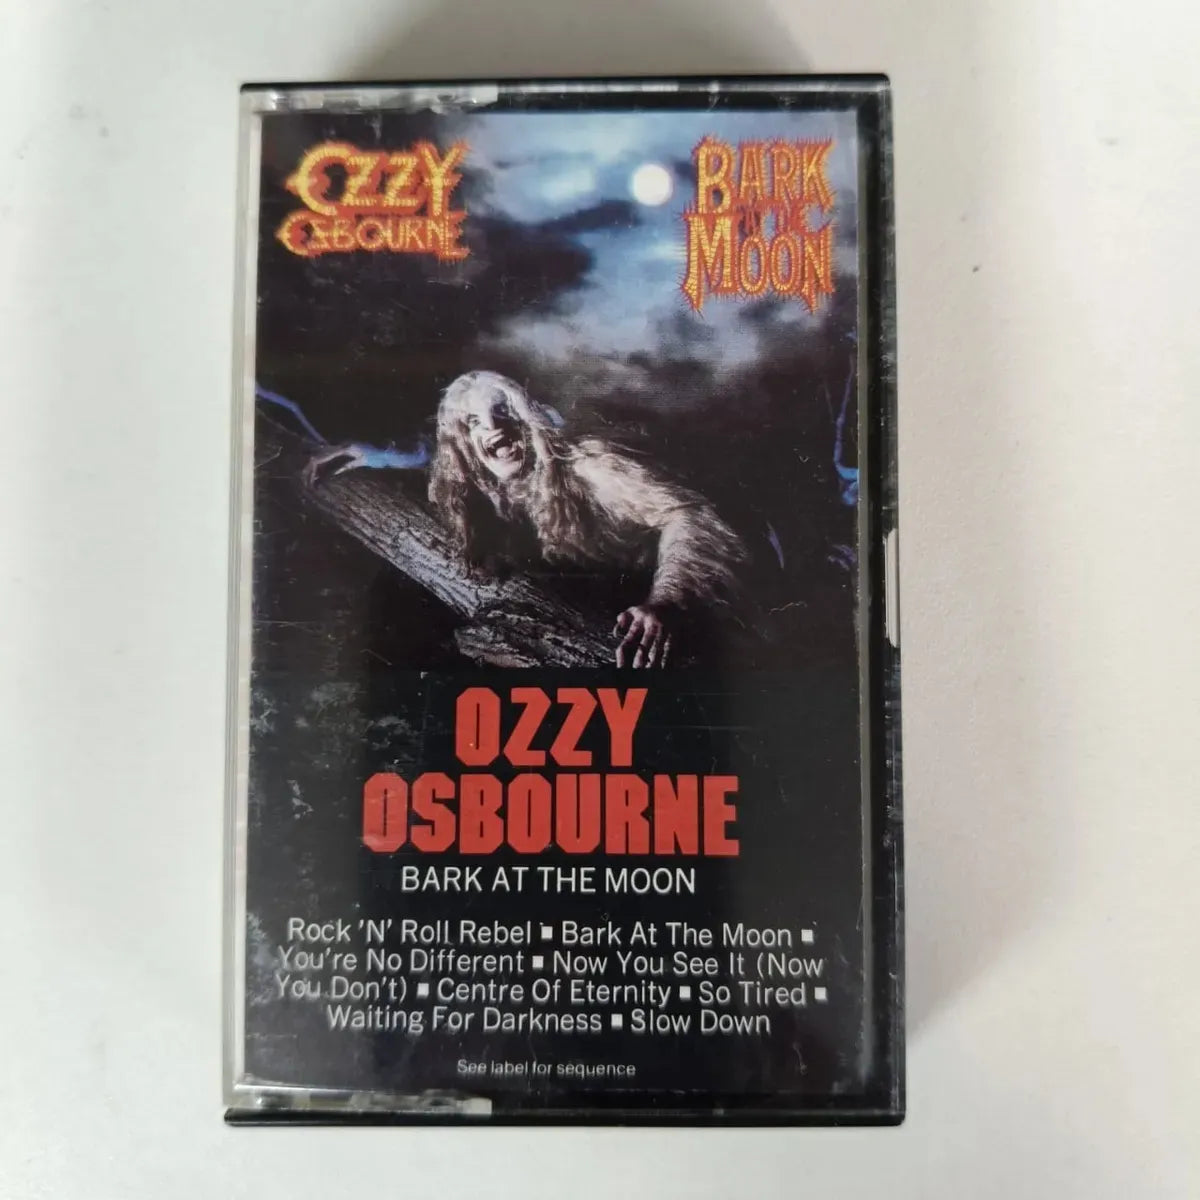 OZZY
OSBOURNE
BARK
AT THE
MOON
OZZY
OSBOURNE
BARK AT THE MOON
Rock 'N' Roll Rebel ■ Bark At The Moon ■
You're No Different ■ Now You See It (Now
You Don't) ■ Centre Of Eternity ■ So Tired ■
Waiting For Darkness ■ Slow Down
See label for sequence